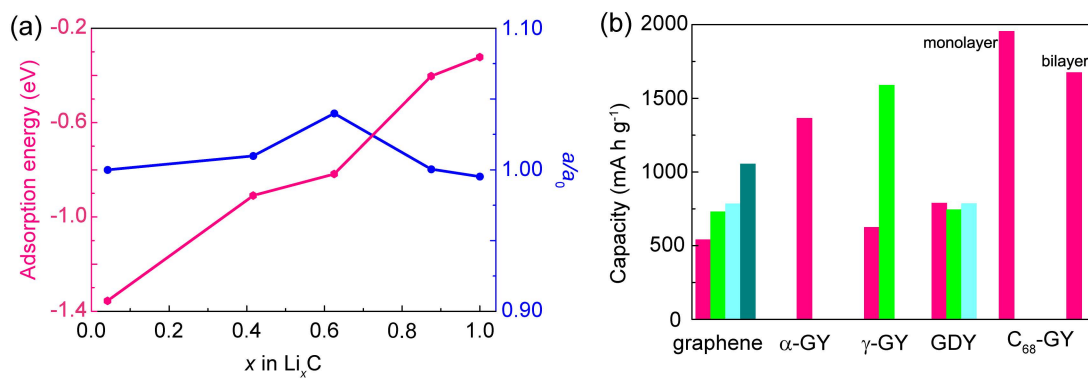 (a)
Adsorption energy (eV)
-0.2
-0.6
-1.0
-1.4
0.0 0.2 0.4 0.6 0.8 1.0
x in LiₓC
1.10
1.00
0.90
a/a₀
(b)
Capacity (mA h g⁻¹)
2000
1500
1000
500
0
monolayer
bilayer
graphene α-GY γ-GY GDY C₆₈-GY